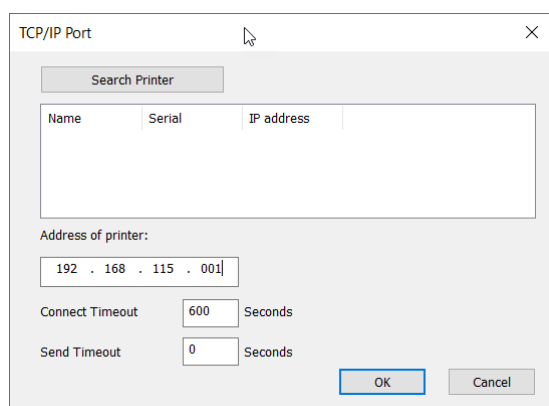 TCP/IP Port
Search Printer
Name Serial IP address
Address of printer:
192 . 168 . 115 . 001
Connect Timeout 600 Seconds
Send Timeout 0 Seconds
OK Cancel